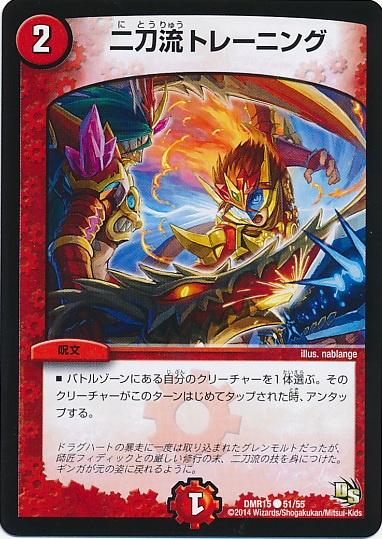 2
に とうりゅう
二刀流トレーニング
illus. nablange
呪文
■ バトルゾーンにある自分のクリーチャーを1体選ぶ。その
クリーチャーがこのターンはじめてタップされた時、アンタッ
プする。
ドラグハートの暴走に一度は取り込まれたグレンモルトだったが、
師匠フィディックとの厳しい修行の末、二刀流の技を身につけた。
ギンガが元の姿に戻れるように。
1
DS
DMR15 ● 51/55
©2014 Wizards/Shogakukan/Mitsui-Kids